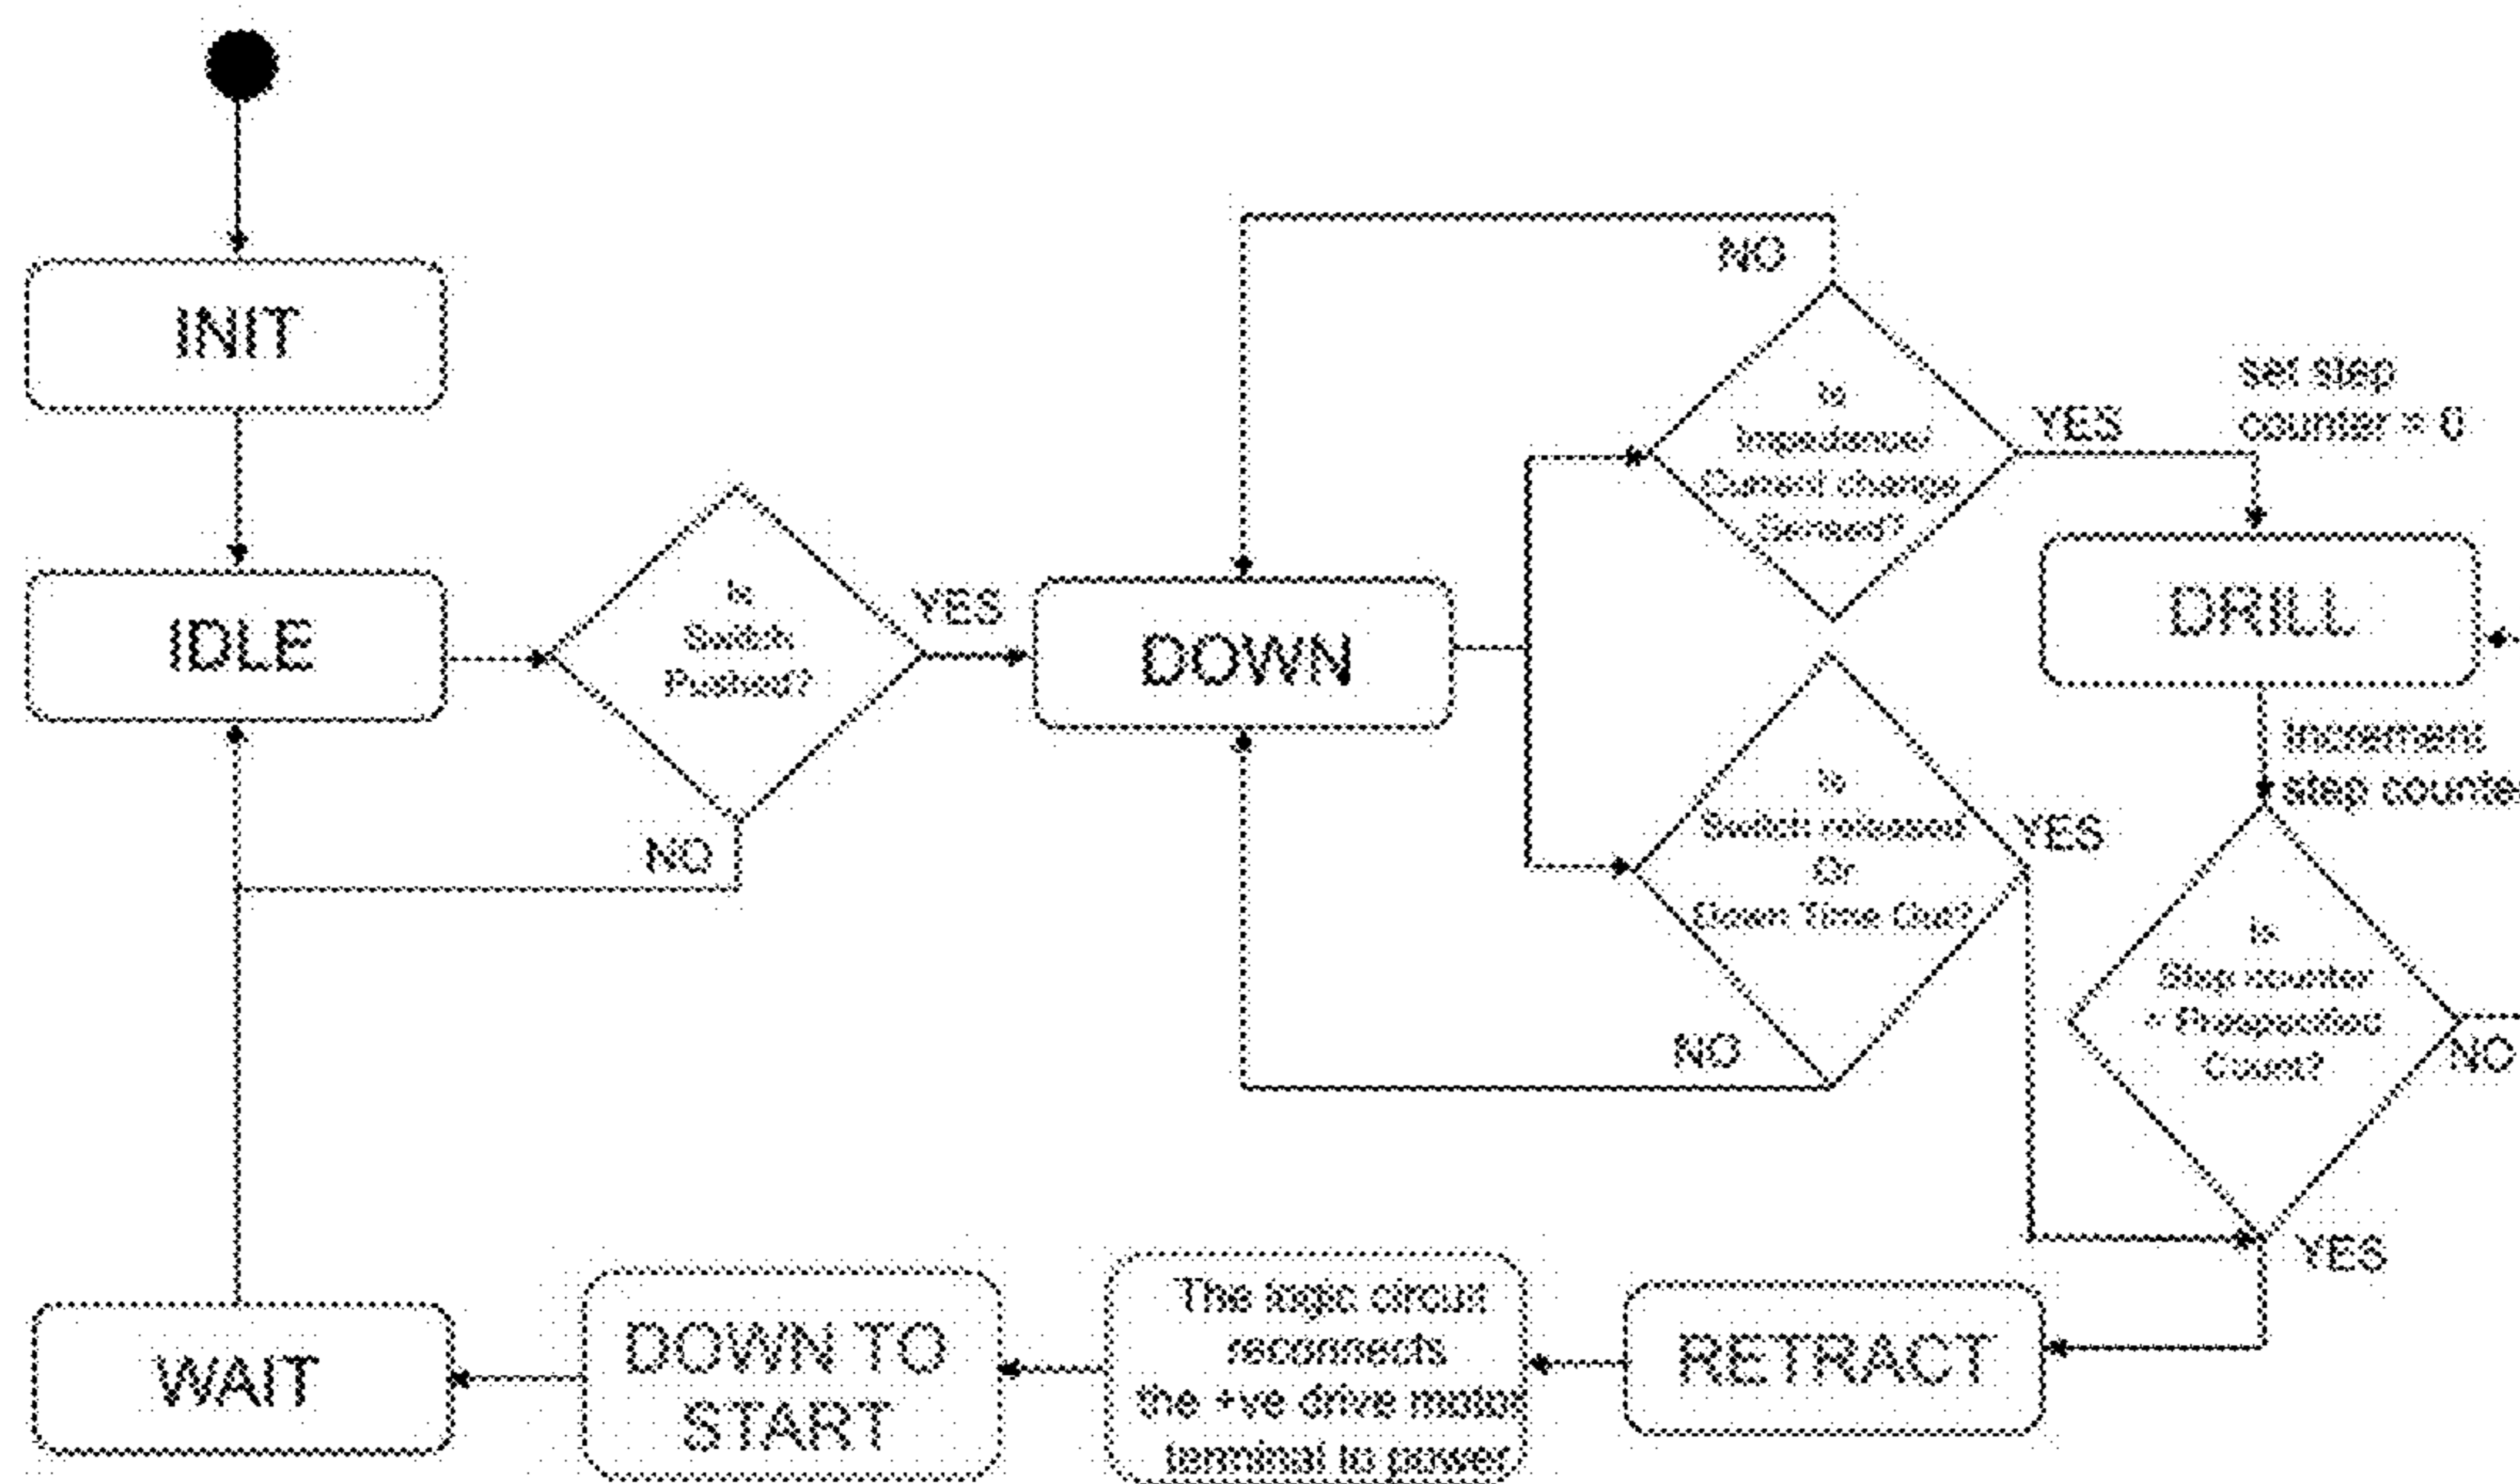 INIT
IDLE
Is
Switch
Pushed?
YES
NO
DOWN
NO
Is
Impedance/
Current change
Sensed?
YES
set step
counter = 0
DRILL
Increment
step counte
Is
Switch released
Or
Down Time Out?
YES
NO
Is
Step counter
Count?
NO
YES
RETRACT
The logic circuit
reconnects
the +ve drive motor
terminal to power
DOWN TO
START
WAIT